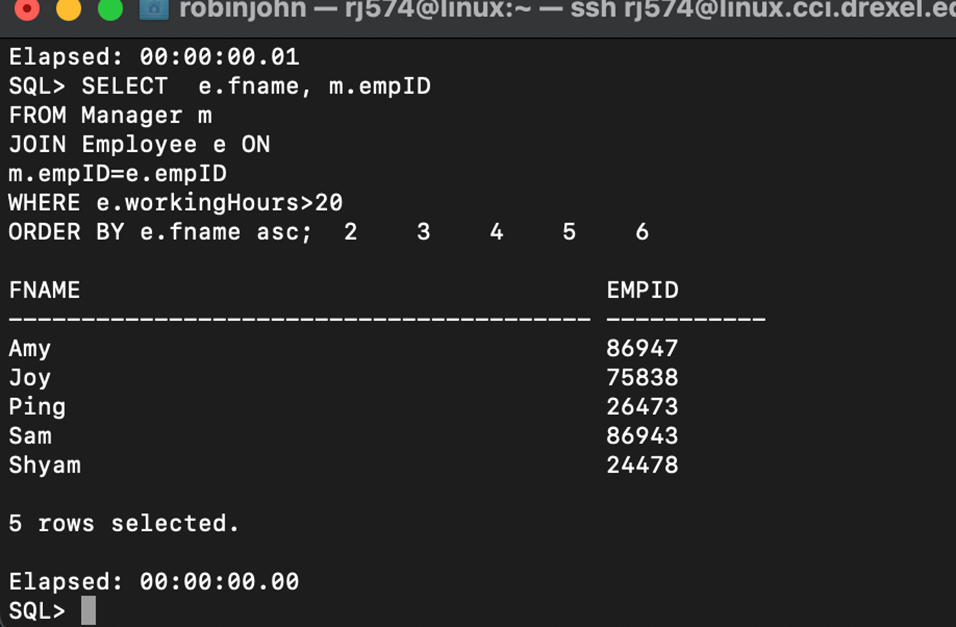 robinjohn — rj574@linux:~ — ssh rj574@linux.cci.drexel.ed
Elapsed: 00:00:00.01
SQL> SELECT  e.fname, m.empID
FROM Manager m
JOIN Employee e ON
m.empID=e.empID
WHERE e.workingHours>20
ORDER BY e.fname asc;  2    3    4    5    6
FNAME                                    EMPID
---------------------------------------- -----------
Amy                                      86947
Joy                                      75838
Ping                                     26473
Sam                                      86943
Shyam                                    24478
5 rows selected.
Elapsed: 00:00:00.00
SQL>